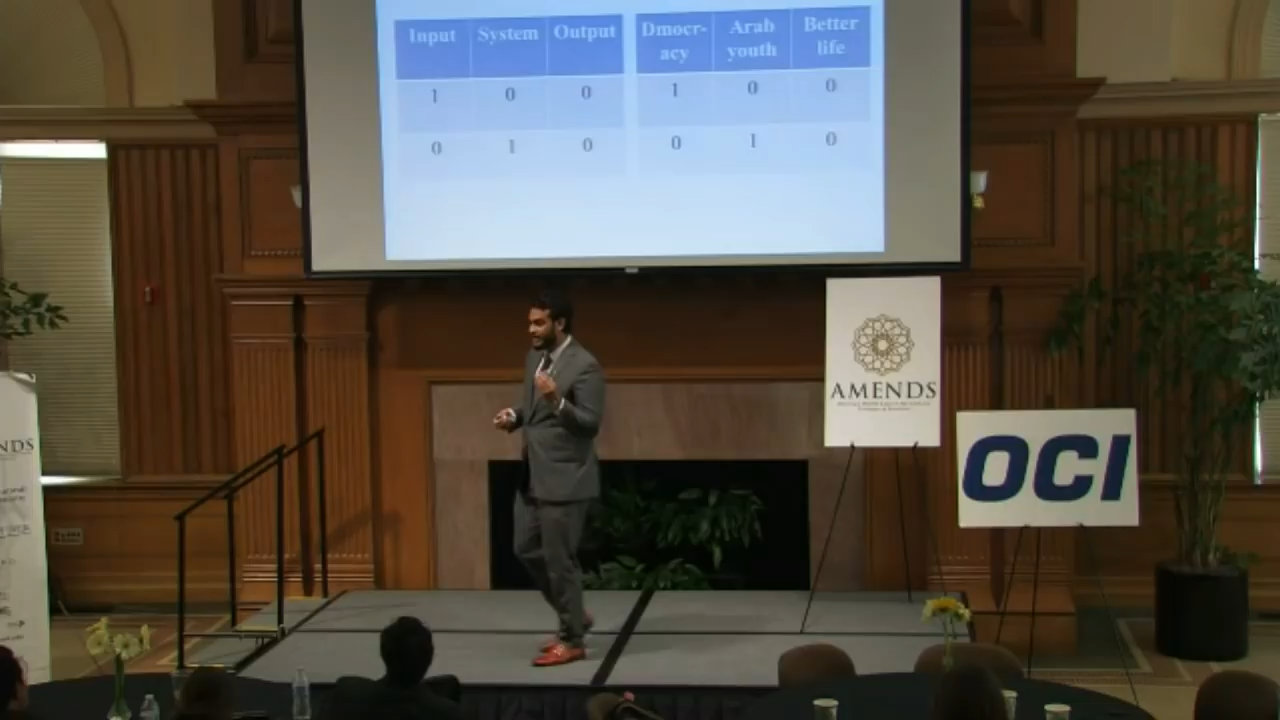 Input System Output Dmocr-acy Arab youth Better life
1 0 0 1 0 0
0 1 0 0 1 0
AMENDS
OCI
NDS